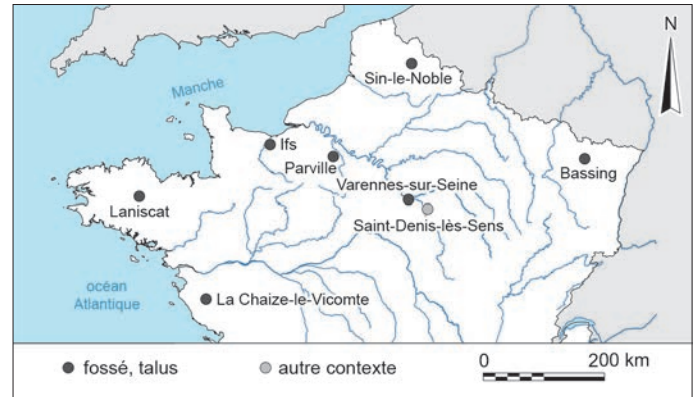 N
Sin-le-Noble
Manche
Ifs
Parville
Bassing
Varennes-sur-Seine
Laniscat
Saint-Denis-lès-Sens
océan
Atlantique
La Chaize-le-Vicomte
fossé, talus
autre contexte
0 200 km